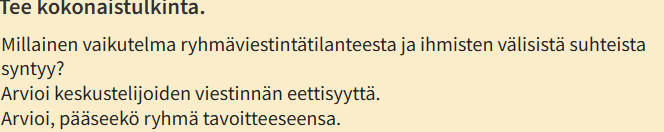 Tee kokonaistulkinta.
Millainen vaikutelma ryhmäviestintätilanteesta ja ihmisten välisistä suhteista
syntyy?
Arvioi keskustelijoiden viestinnän eettisyyttä.
Arvioi, pääseekö ryhmä tavoitteeseensa.